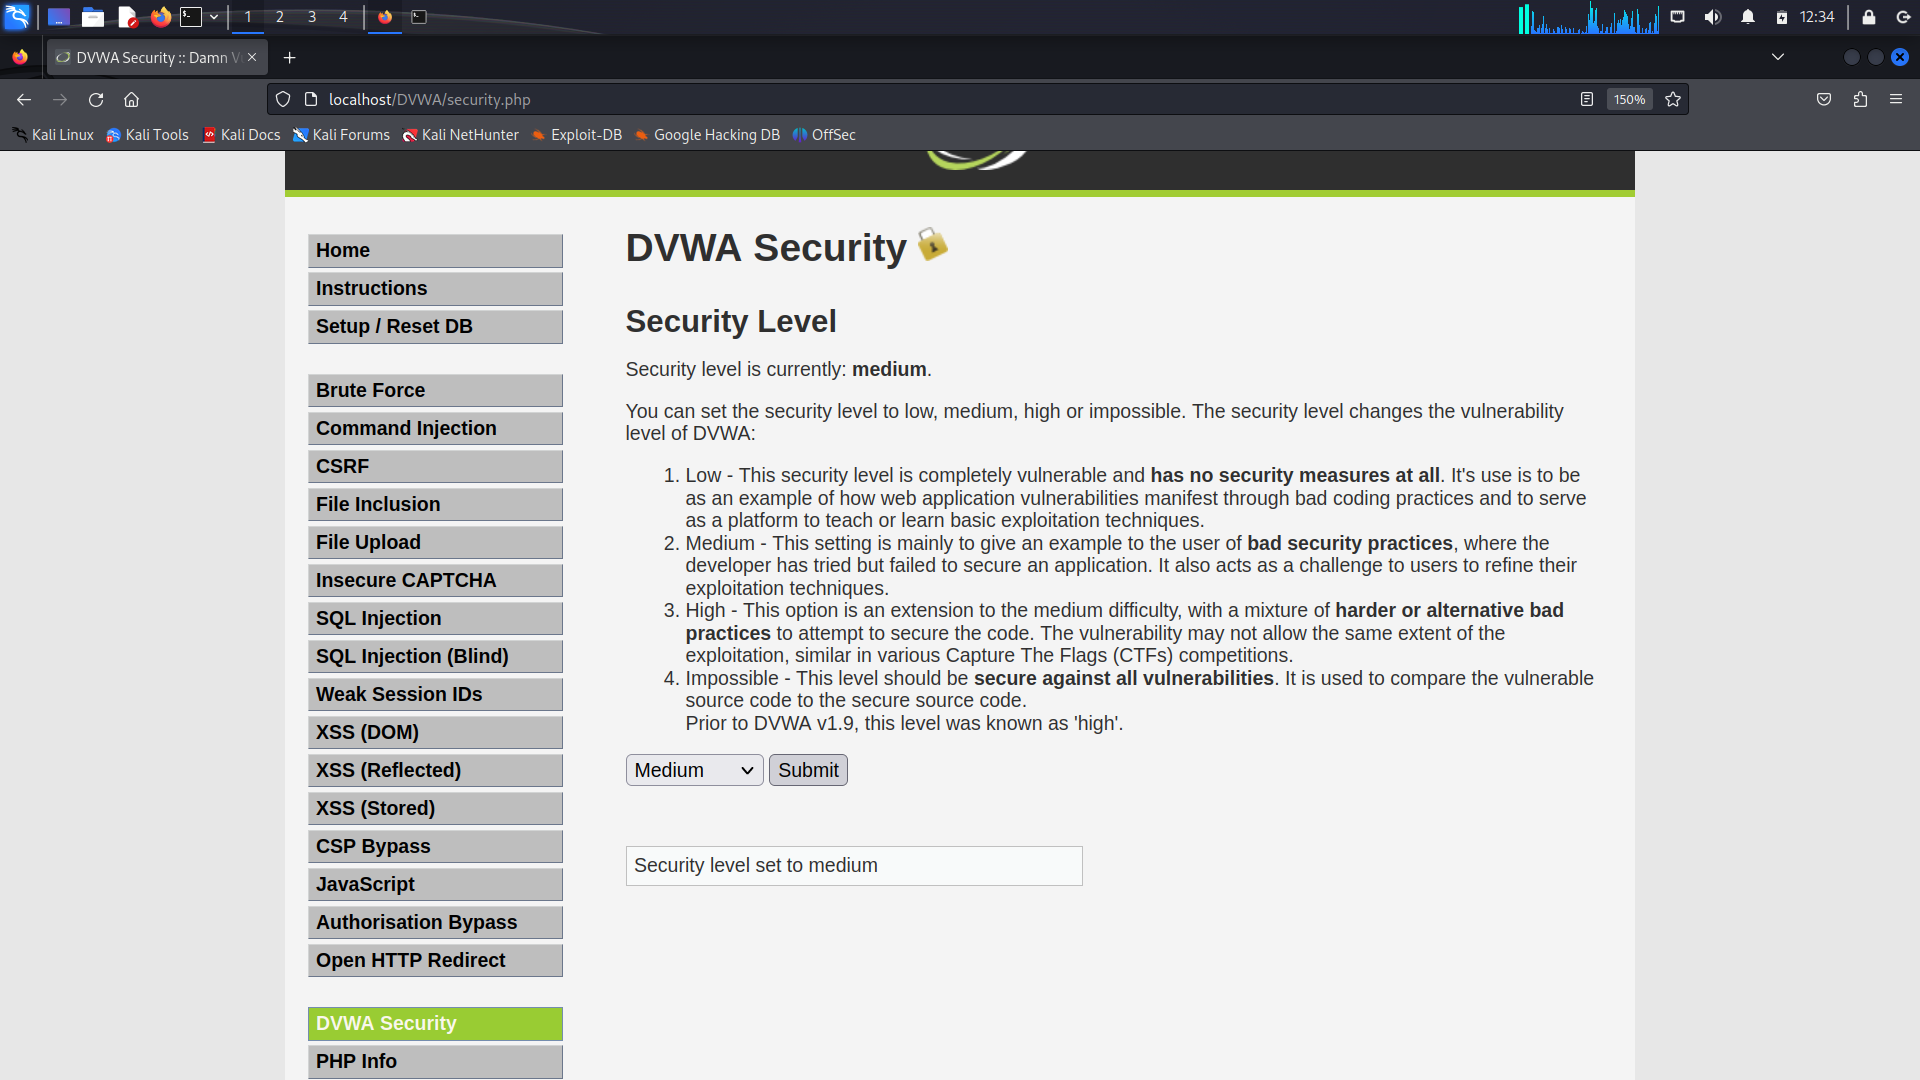 1 2 3 4 12:34
DVWA Security :: Damn V
localhost/DVWA/security.php 150%
Kali Linux Kali Tools Kali Docs Kali Forums Kali NetHunter Exploit-DB Google Hacking DB OffSec
DVWA Security
Security Level
Security level is currently: medium.
You can set the security level to low, medium, high or impossible. The security level changes the vulnerability
level of DVWA:
1. Low - This security level is completely vulnerable and has no security measures at all. It's use is to be
as an example of how web application vulnerabilities manifest through bad coding practices and to serve
as a platform to teach or learn basic exploitation techniques.
2. Medium - This setting is mainly to give an example to the user of bad security practices, where the
developer has tried but failed to secure an application. It also acts as a challenge to users to refine their
exploitation techniques.
3. High - This option is an extension to the medium difficulty, with a mixture of harder or alternative bad
practices to attempt to secure the code. The vulnerability may not allow the same extent of the
exploitation, similar in various Capture The Flags (CTFs) competitions.
4. Impossible - This level should be secure against all vulnerabilities. It is used to compare the vulnerable
source code to the secure source code.
Prior to DVWA v1.9, this level was known as 'high'.
Medium Submit
Security level set to medium
Home
Instructions
Setup / Reset DB
Brute Force
Command Injection
CSRF
File Inclusion
File Upload
Insecure CAPTCHA
SQL Injection
SQL Injection (Blind)
Weak Session IDs
XSS (DOM)
XSS (Reflected)
XSS (Stored)
CSP Bypass
JavaScript
Authorisation Bypass
Open HTTP Redirect
DVWA Security
PHP Info